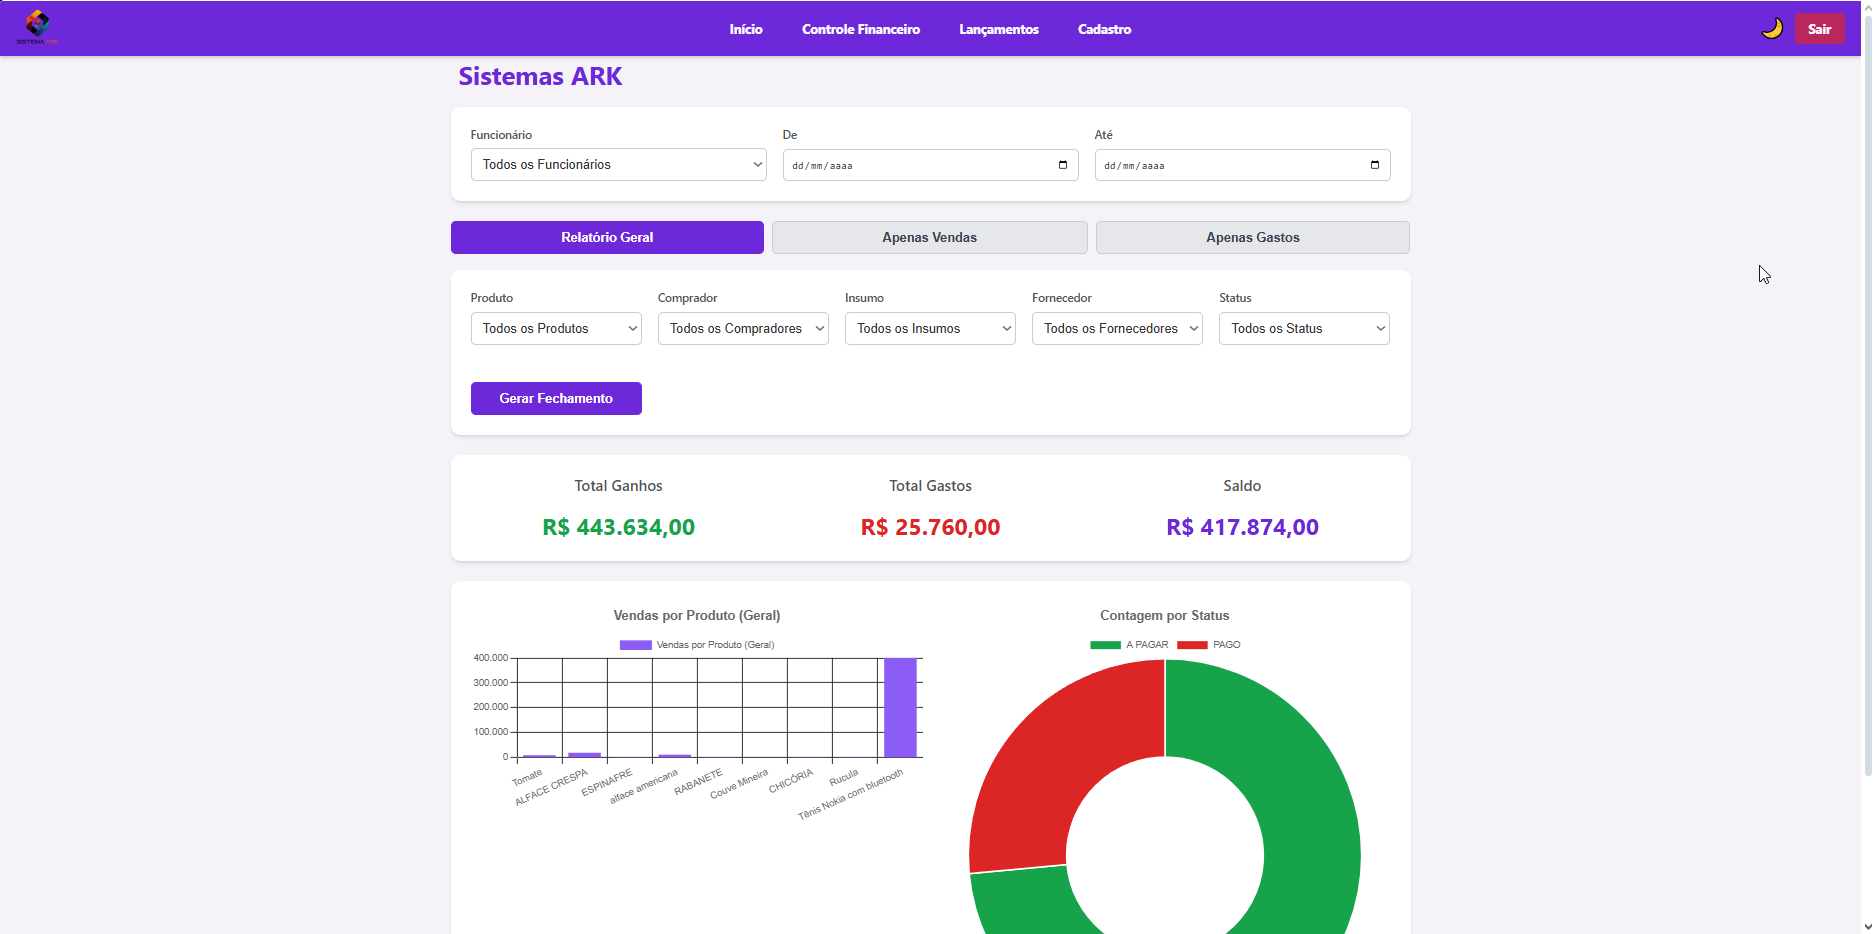 SISTEMA ARK
Início Controle Financeiro Lançamentos Cadastro
Sair
Sistemas ARK
Funcionário De Até
Todos os Funcionários dd/mm/aaaa dd/mm/aaaa
Relatório Geral Apenas Vendas Apenas Gastos
Produto Comprador Insumo Fornecedor Status
Todos os Produtos Todos os Compradores Todos os Insumos Todos os Fornecedores Todos os Status
Gerar Fechamento
Total Ganhos Total Gastos Saldo
R$ 443.634,00 R$ 25.760,00 R$ 417.874,00
Vendas por Produto (Geral)
Vendas por Produto (Geral)
400.000
300.000
200.000
100.000
0
Tomate
ALFACE CRESPA
ESPINAFRE
alface americana
RABANETE
Couve Mineira
CHICÓRIA
Rucula
Tênis Nokia com bluetooth
Contagem por Status
A PAGAR PAGO